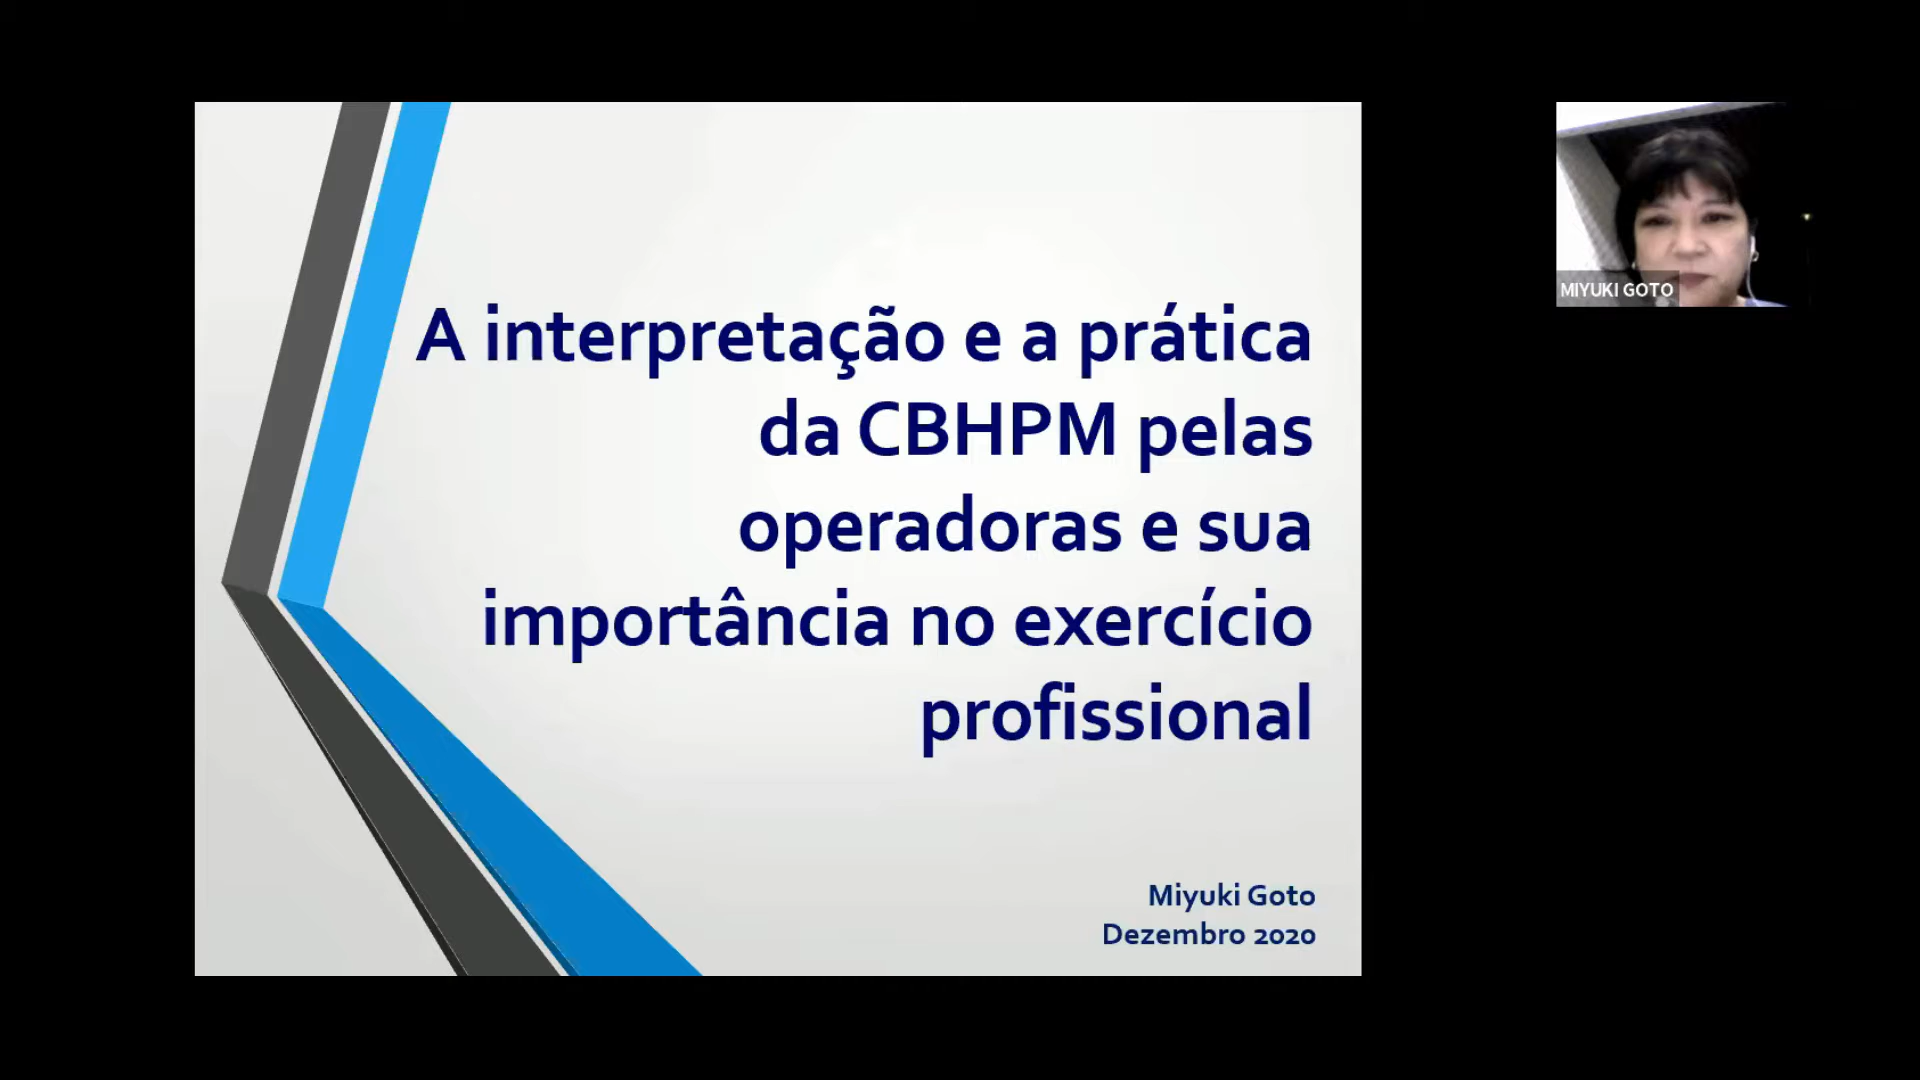 A interpretação e a prática
da CBHPM pelas
operadoras e sua
importância no exercício
profissional
Miyuki Goto
Dezembro 2020
MIYUKI GOTO